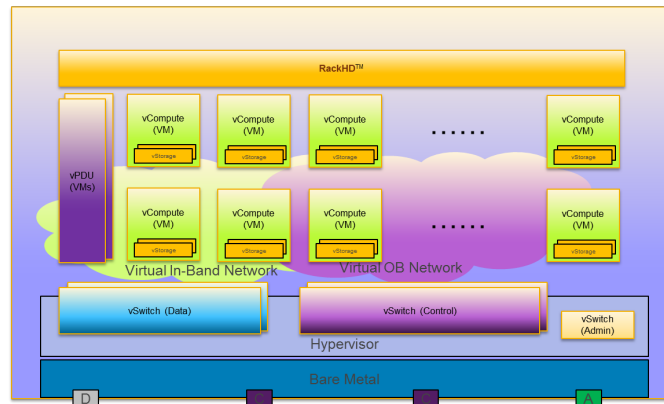 RackHD™
vCompute
(VM)
vStorage
vCompute
(VM)
vStorage
vCompute
(VM)
vStorage
......
vCompute
(VM)
vStorage
vPDU
(VMs)
vCompute
(VM)
vStorage
vCompute
(VM)
vStorage
vCompute
(VM)
vStorage
......
vCompute
(VM)
vStorage
Virtual In-Band Network
Virtual OB Network
vSwitch (Data)
vSwitch (Control)
vSwitch
(Admin)
Hypervisor
Bare Metal
D
C
C
A